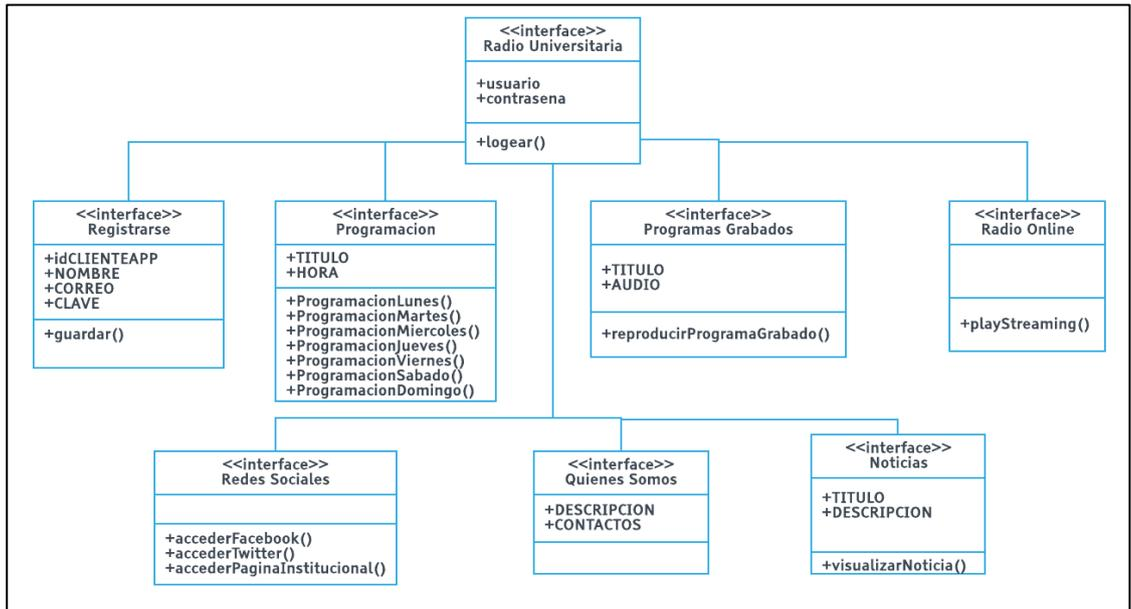 <<interface>>
Radio Universitaria
+usuario
+contrasena
+logear()
<<interface>>
Registrarse
+idCLIENTEAPP
+NOMBRE
+CORREO
+CLAVE
+guardar()
<<interface>>
Programacion
+TITULO
+HORA
+ProgramacionLunes()
+ProgramacionMartes()
+ProgramacionMiercoles()
+ProgramacionJueves()
+ProgramacionViernes()
+ProgramacionSabado()
+ProgramacionDomingo()
<<interface>>
Programas Grabados
+TITULO
+AUDIO
+reproducirProgramaGrabado()
<<interface>>
Radio Online
+playStreaming()
<<interface>>
Redes Sociales
+accederFacebook()
+accederTwitter()
+accederPaginaInstitucional()
<<interface>>
Quienes Somos
+DESCRIPCION
+CONTACTOS
<<interface>>
Noticias
+TITULO
+DESCRIPCION
+visualizarNoticia()